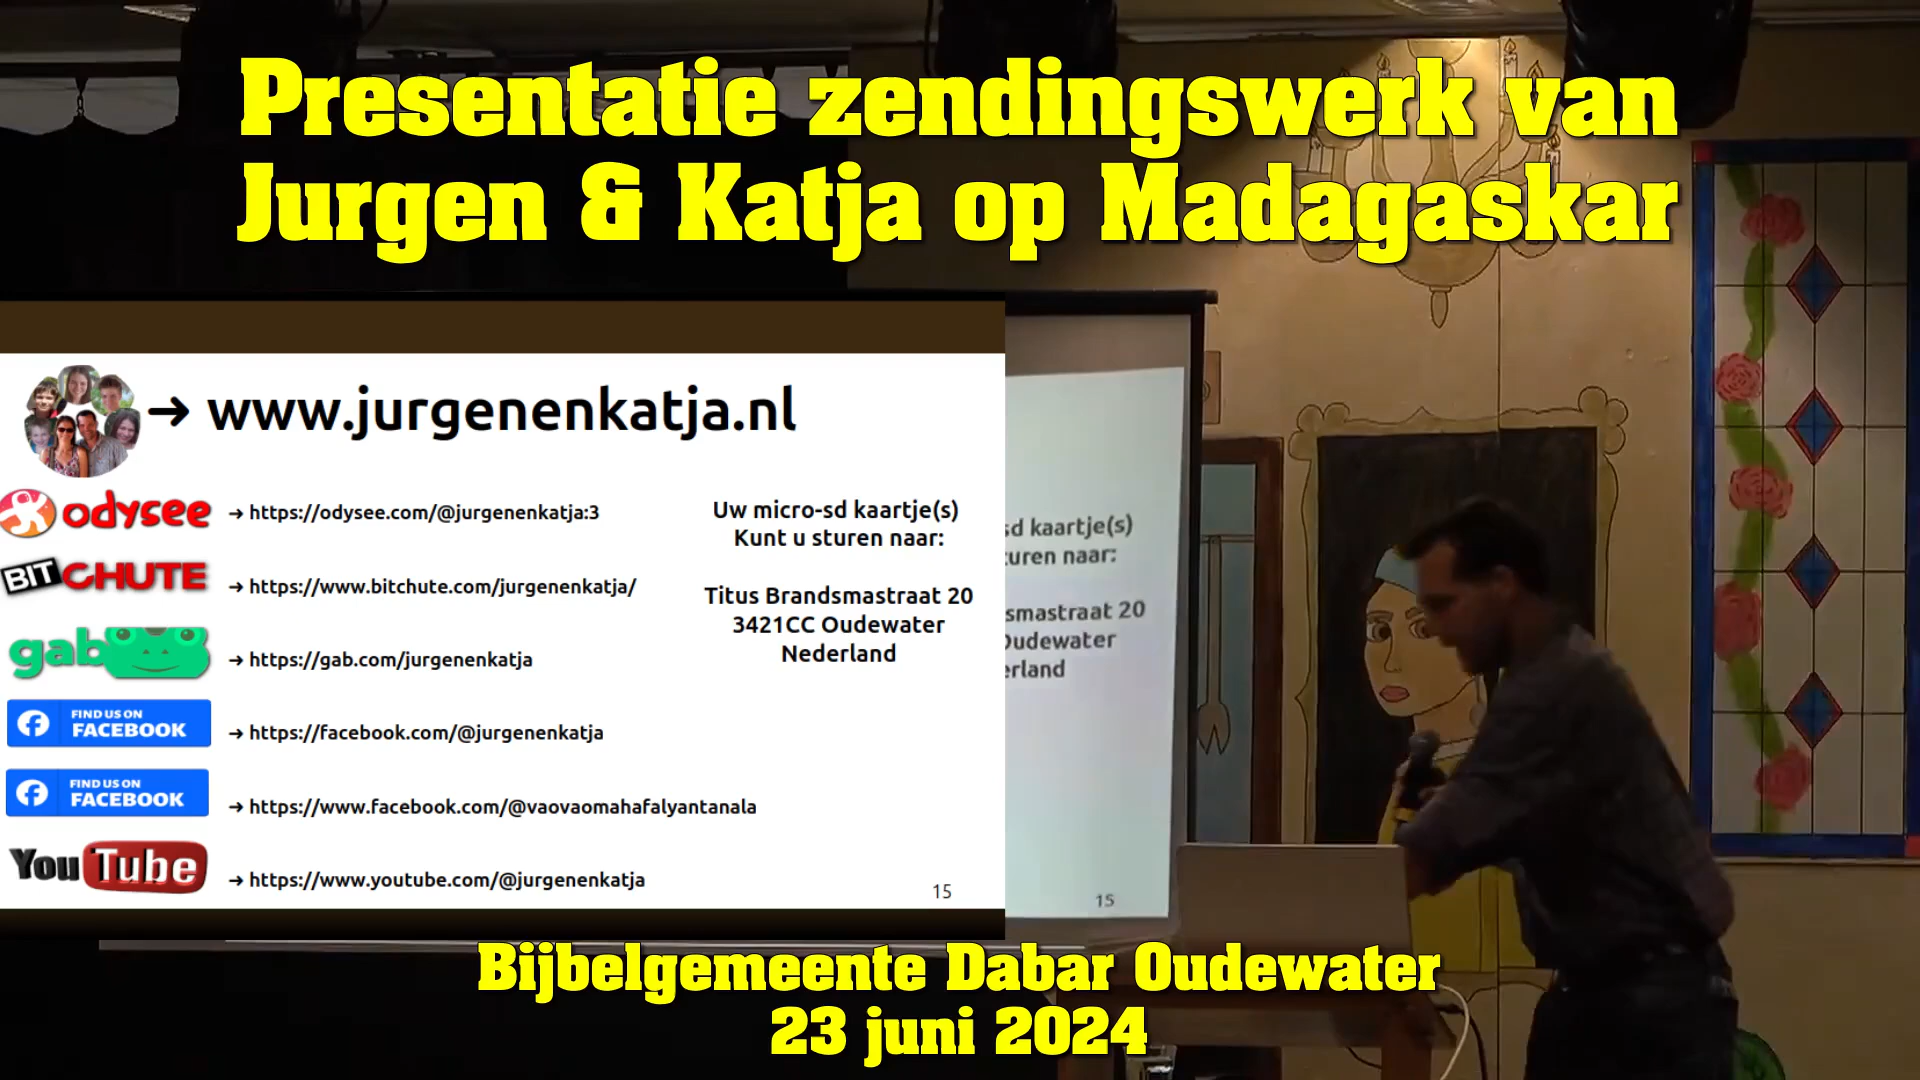 Presentatie zendingswerk van
Jurgen & Katja op Madagaskar
➔ www.jurgenenkatja.nl
odysee ➔ https://odysee.com/@jurgenenkatja:3
BITCHUTE ➔ https://www.bitchute.com/jurgenenkatja/
gab ➔ https://gab.com/jurgenenkatja
FIND US ON
FACEBOOK ➔ https://facebook.com/@jurgenenkatja
FIND US ON
FACEBOOK ➔ https://www.facebook.com/@vaovaomahafalyantanala
YouTube ➔ https://www.youtube.com/@jurgenenkatja
Uw micro-sd kaartje(s)
Kunt u sturen naar:
Titus Brandsmastraat 20
3421CC Oudewater
Nederland
15
sd kaartje(s)
uren naar:
smastraat 20
Oudewater
erland
15
Bijbelgemeente Dabar Oudewater
23 juni 2024